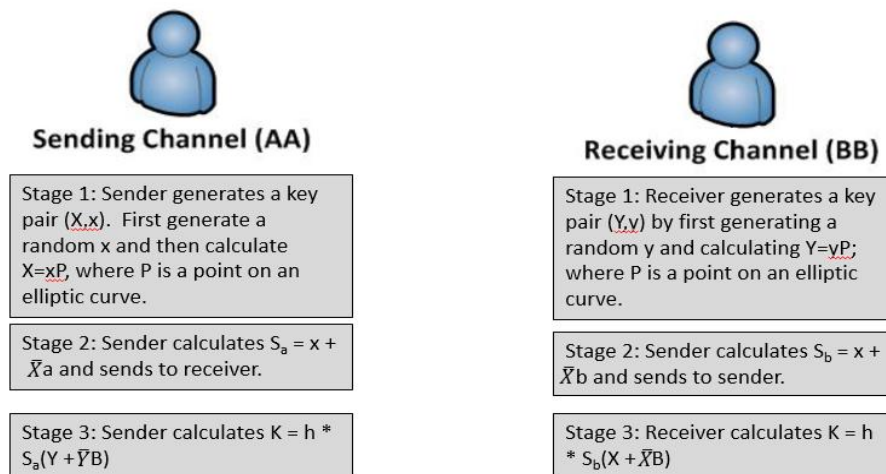 Sending Channel (AA)
Stage 1: Sender generates a key
pair (X,x). First generate a
random x and then calculate
X=xP, where P is a point on an
elliptic curve.
Stage 2: Sender calculates Sₐ = x +
X̅a and sends to receiver.
Stage 3: Sender calculates K = h *
Sₐ(Y +Y̅B)
Receiving Channel (BB)
Stage 1: Receiver generates a key
pair (Y,y) by first generating a
random y and calculating Y=yP;
where P is a point on an elliptic
curve.
Stage 2: Sender calculates S_b = x +
X̅b and sends to sender.
Stage 3: Receiver calculates K = h
* S_b(X +X̅B)